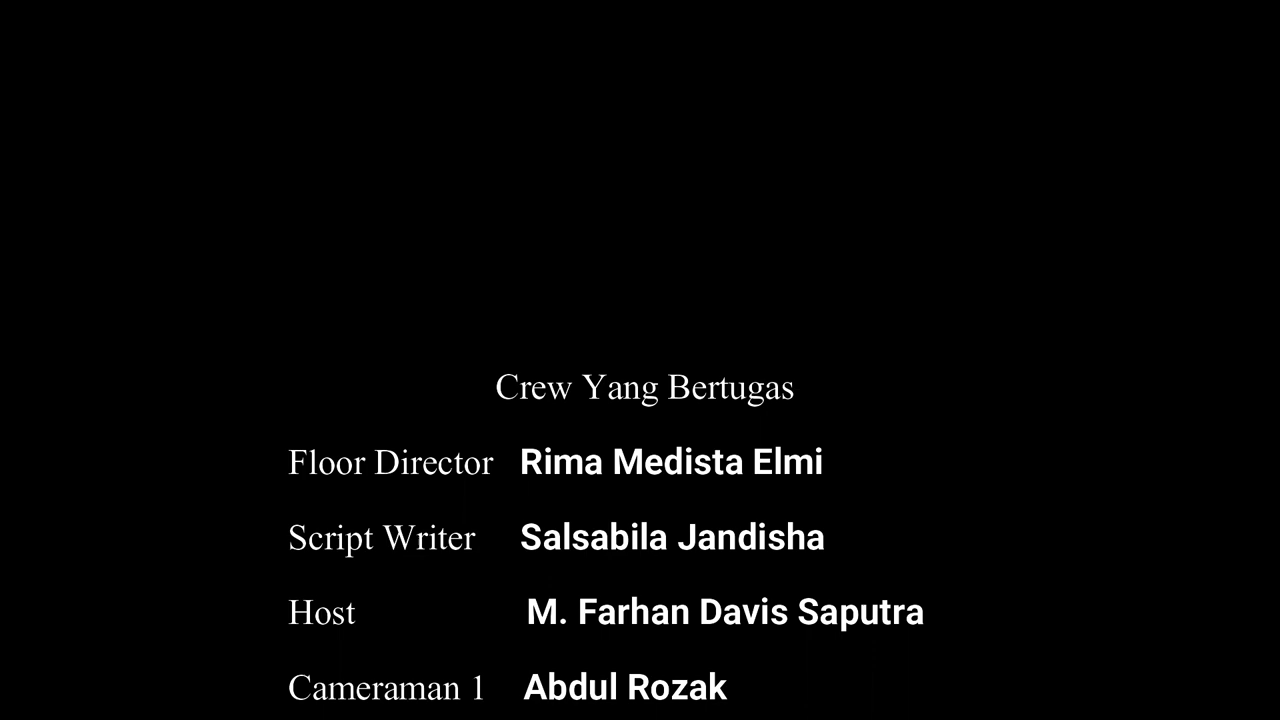 Crew Yang Bertugas
Floor Director Rima Medista Elmi
Script Writer Salsabila Jandisha
Host M. Farhan Davis Saputra
Cameraman 1 Abdul Rozak